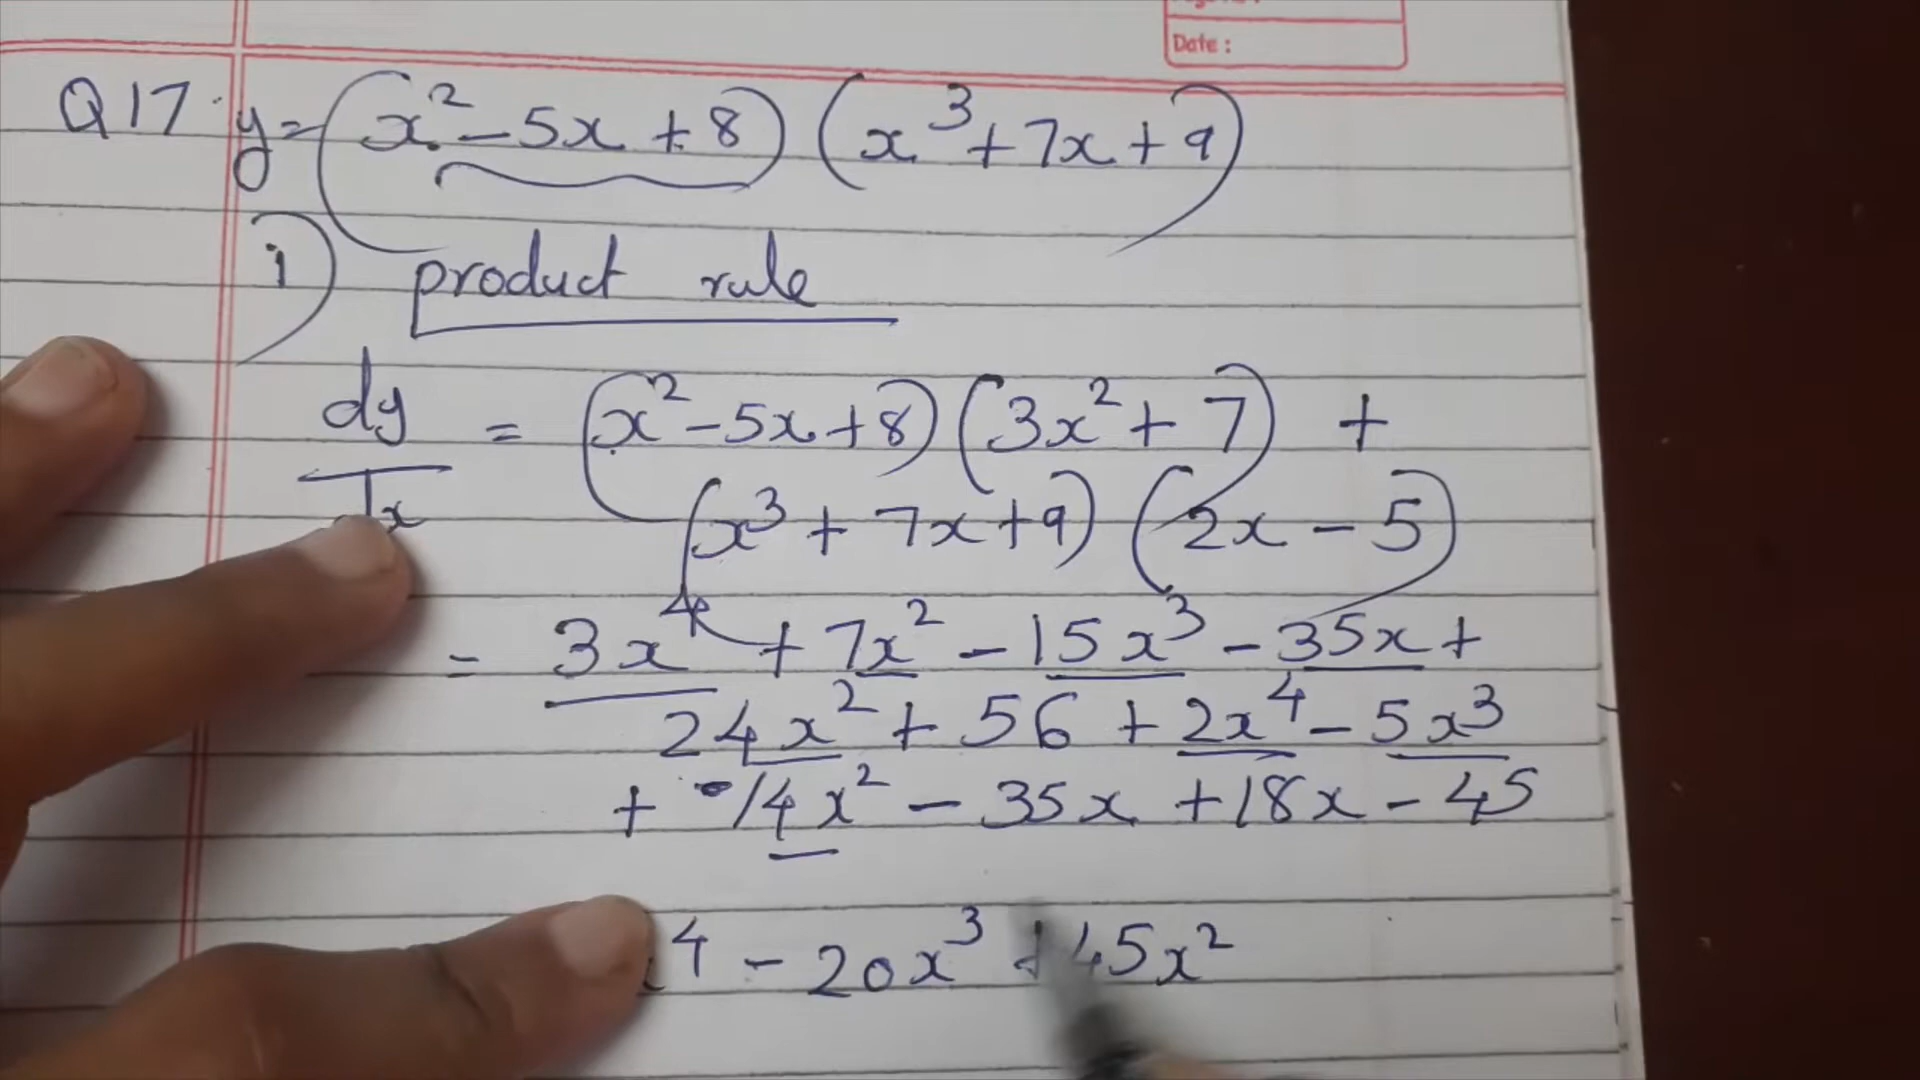 Date :
Q17 y=(x²-5x+8)(x³+7x+9)
i) product rule
dy/dx = (x²-5x+8)(3x²+7) +
(x³+7x+9)(2x-5)
= 3x⁴+7x²-15x³-35x+
24x²+56+2x⁴-5x³
+ 14x²-35x+18x-45
x⁴-20x³+45x²